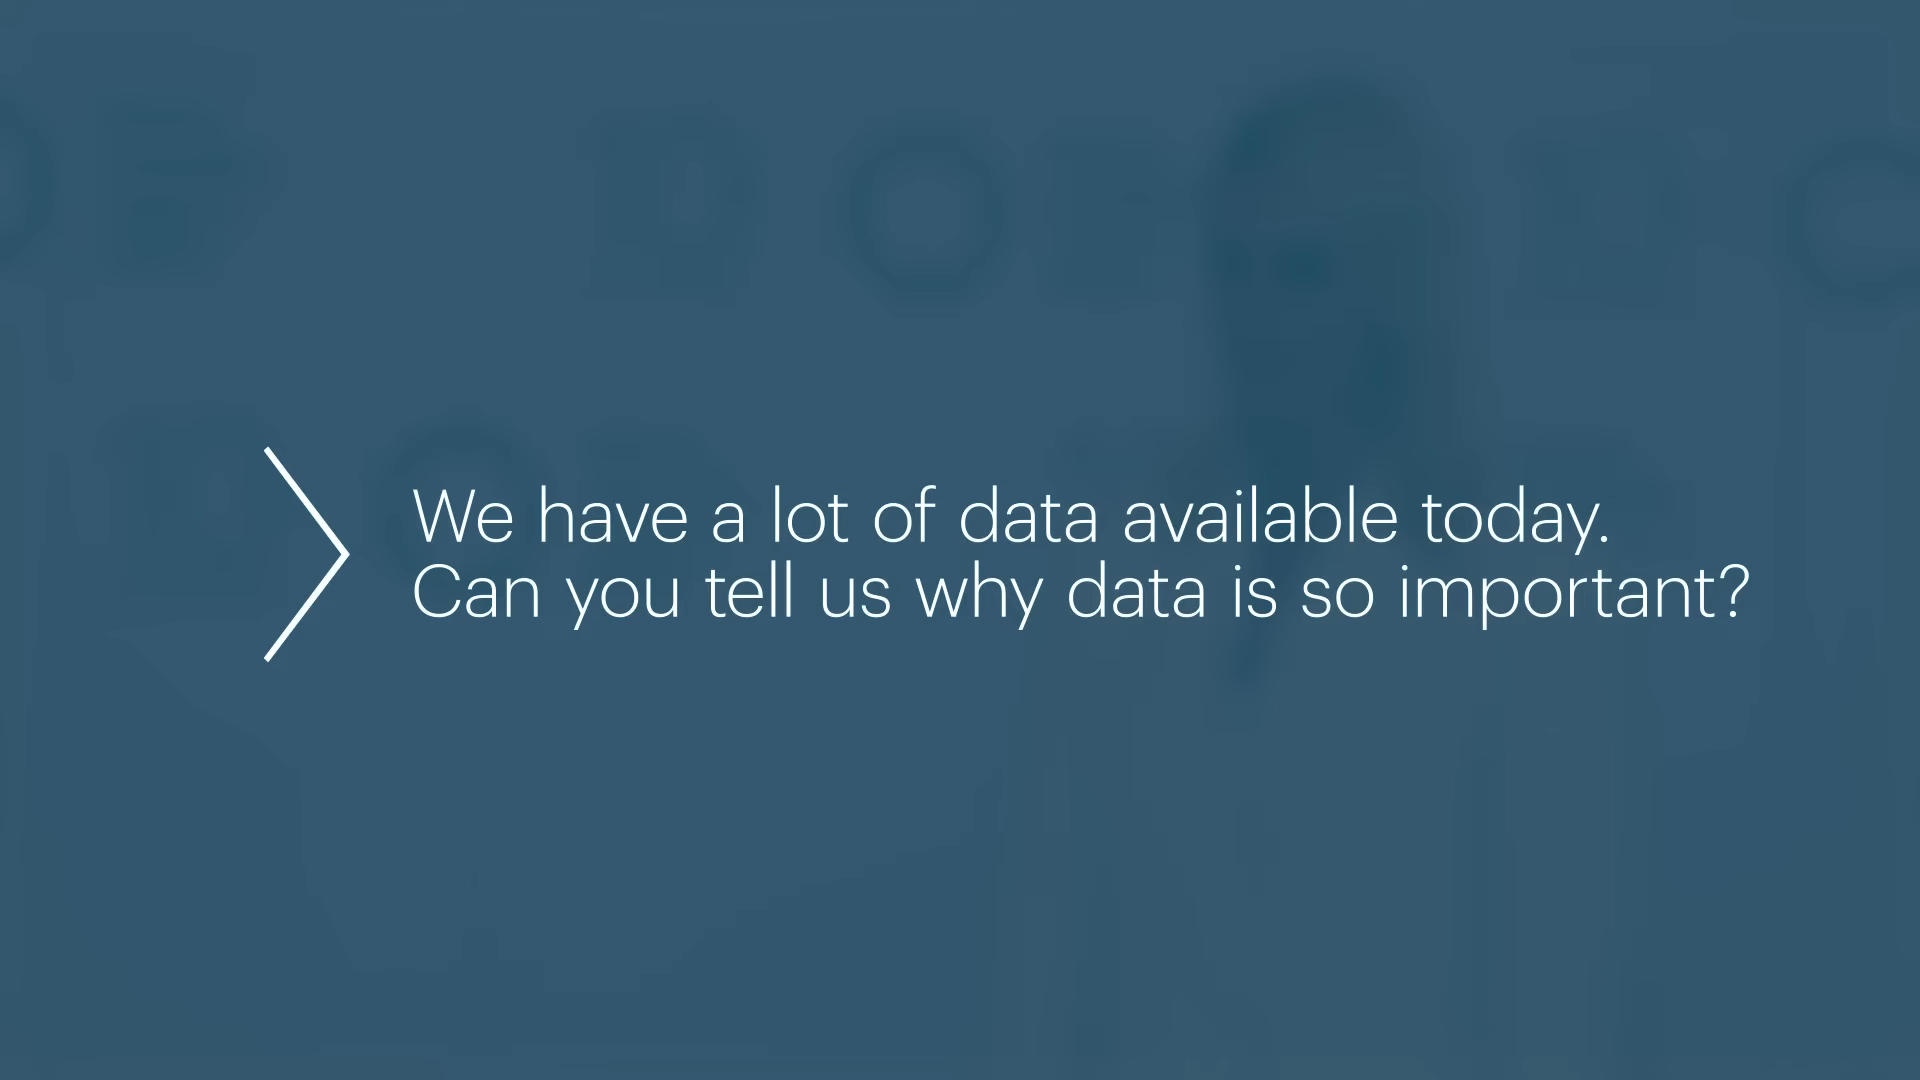 We have a lot of data available today.
Can you tell us why data is so important?